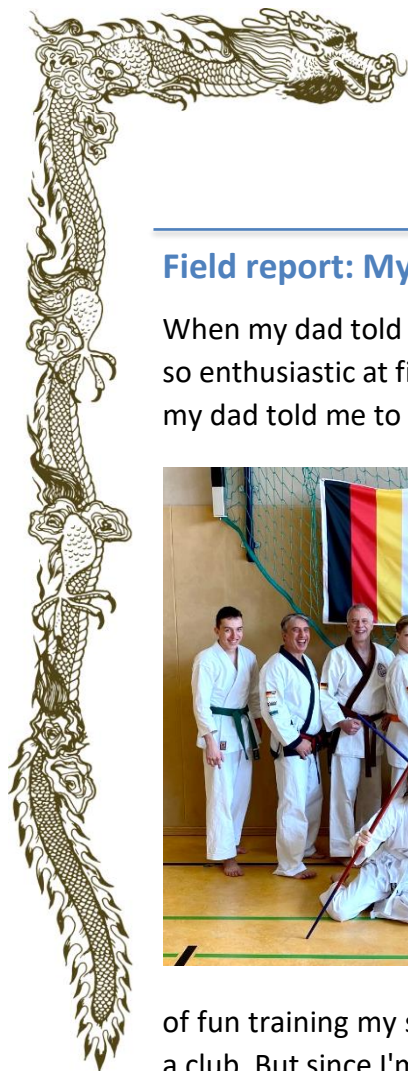 Field report: My
When my dad told
so enthusiastic at fi
my dad told me to
of fun training my s
a club. But since I'm